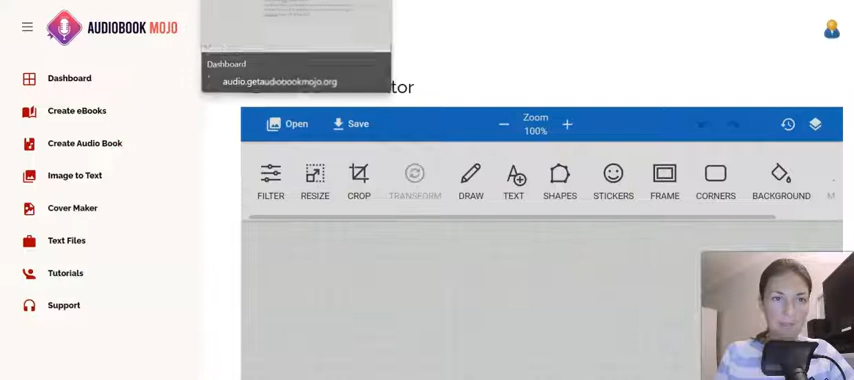 AUDIOBOOK MOJO
Dashboard
Create eBooks
Create Audio Book
Image to Text
Cover Maker
Text Files
Tutorials
Support
Dashboard
audio.getaudiobookmojo.org
tor
Open
Save
Zoom
100%
FILTER
RESIZE
CROP
TRANSFORM
DRAW
TEXT
SHAPES
STICKERS
FRAME
CORNERS
BACKGROUND
M